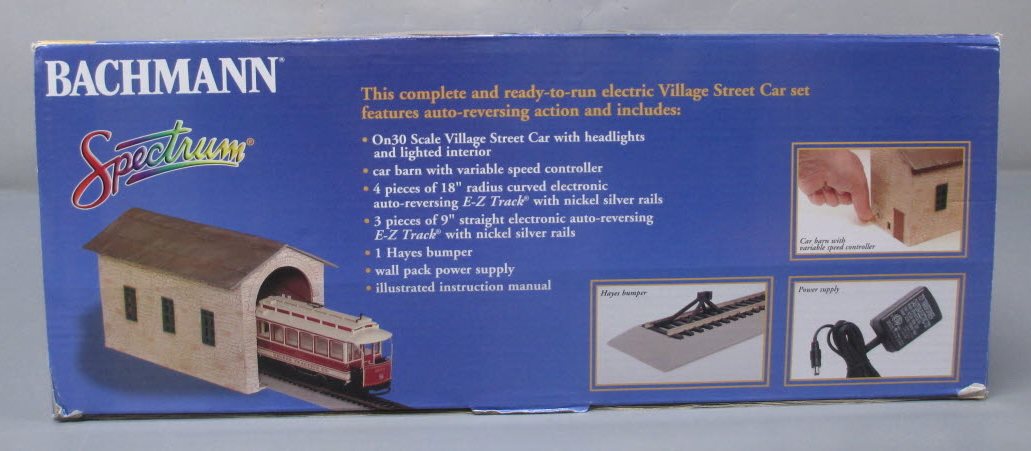 BACHMANN®
Spectrum®
This complete and ready-to-run electric Village Street Car set
features auto-reversing action and includes:
• On30 Scale Village Street Car with headlights
and lighted interior
• car barn with variable speed controller
• 4 pieces of 18" radius curved electronic
auto-reversing E-Z Track® with nickel silver rails
• 3 pieces of 9" straight electronic auto-reversing
E-Z Track® with nickel silver rails
• 1 Hayes bumper
• wall pack power supply
• illustrated instruction manual
Car barn with
variable speed controller
Hayes bumper
Power supply